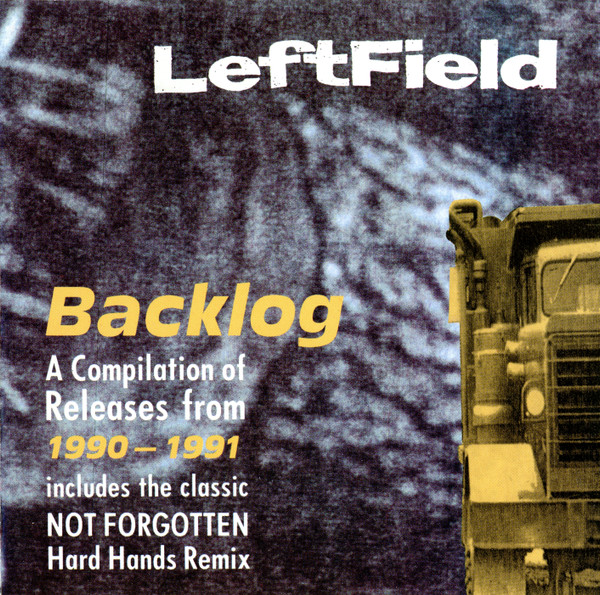 LeftField
Backlog
A Compilation of
Releases from
1990 – 1991
includes the classic
NOT FORGOTTEN
Hard Hands Remix